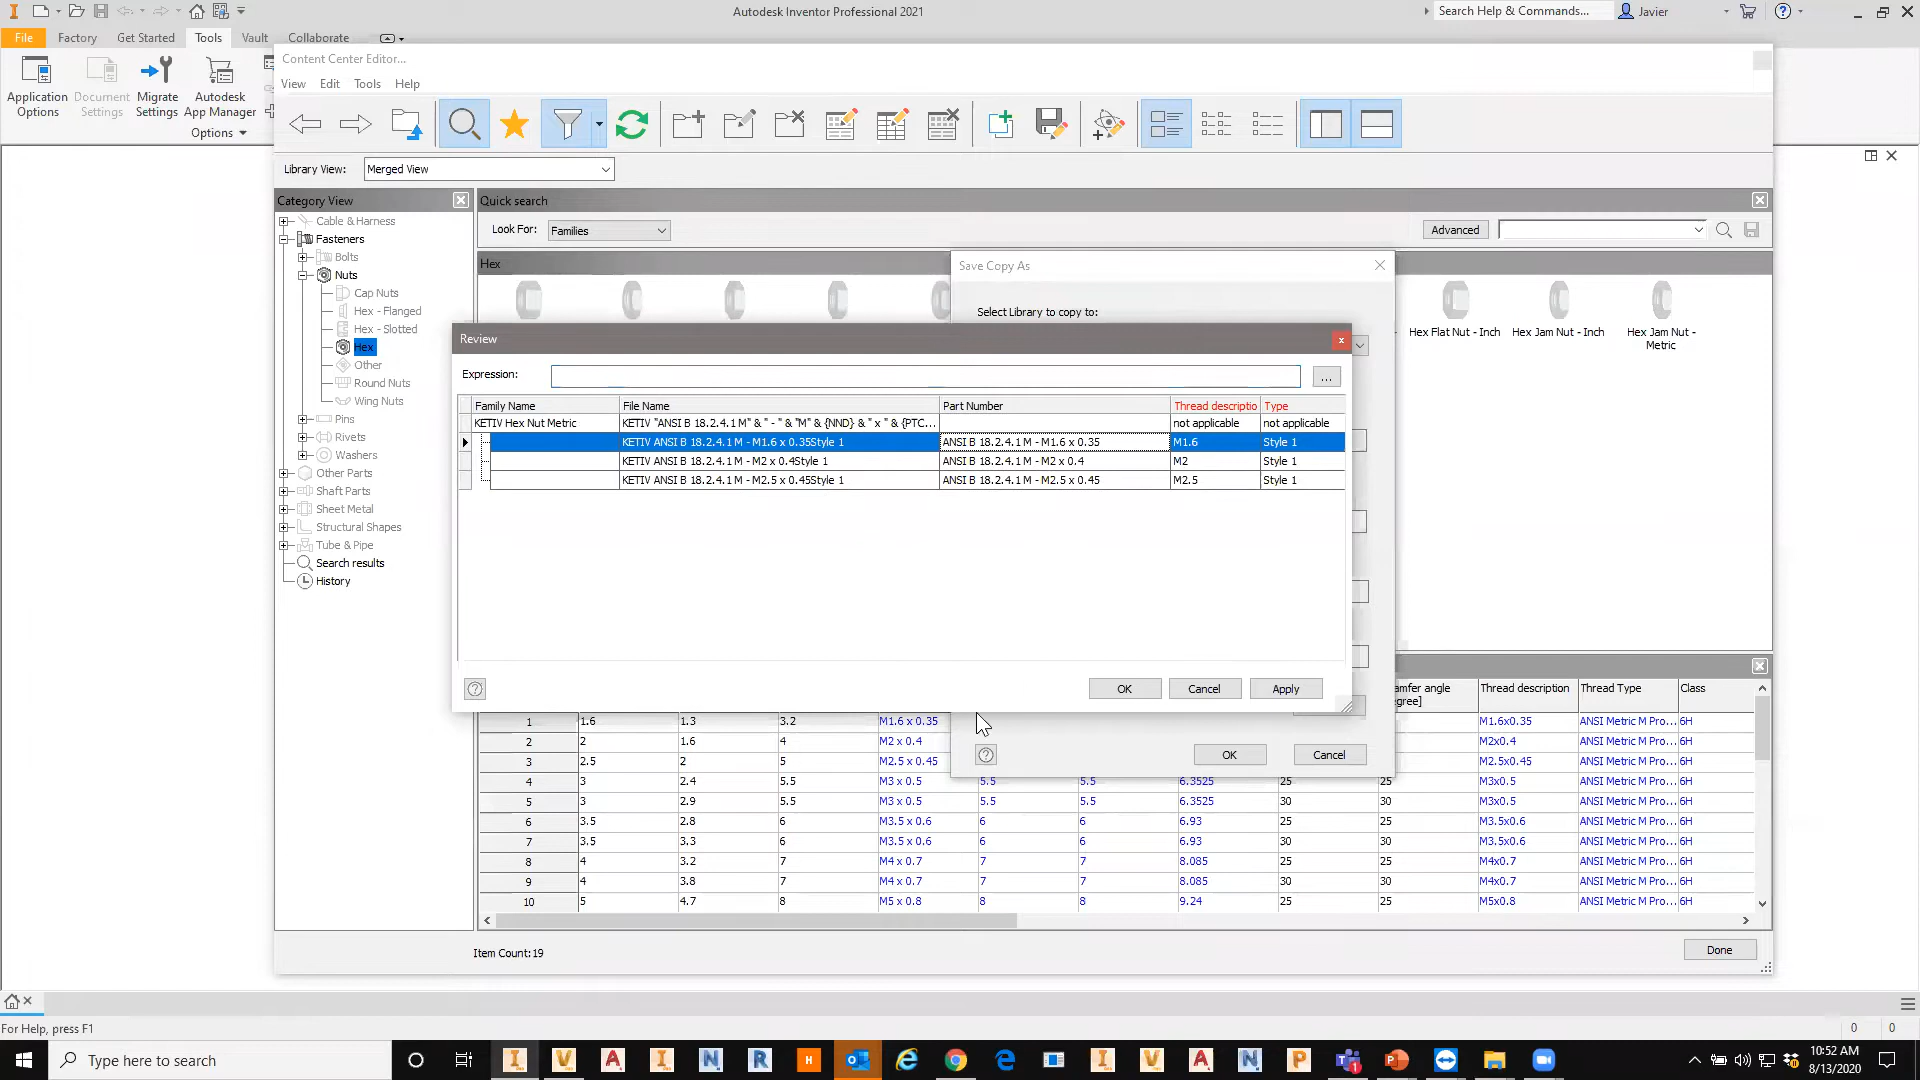 Autodesk Inventor Professional 2021
Search Help & Commands...
Javier
File
Factory
Get Started
Tools
Vault
Collaborate
Application Options
Document Settings
Migrate Settings
Autodesk App Manager
Options
Content Center Editor...
View
Edit
Tools
Help
Library View:
Merged View
Category View
Cable & Harness
Fasteners
Bolts
Nuts
Cap Nuts
Hex - Flanged
Hex - Slotted
Hex
Other
Round Nuts
Wing Nuts
Pins
Rivets
Washers
Other Parts
Shaft Parts
Sheet Metal
Structural Shapes
Tube & Pipe
Search results
History
Quick search
Look For:
Families
Advanced
Hex
Hex Flat Nut - Inch
Hex Jam Nut - Inch
Hex Jam Nut - Metric
Save Copy As
Select Library to copy to:
OK
Cancel
Review
Expression:
...
Family Name File Name Part Number Thread descriptio Type
KETIV Hex Nut Metric KETIV "ANSI B 18.2.4.1 M" & " - " & "M" & {NND} & " x " & {PTC... not applicable not applicable
KETIV ANSI B 18.2.4.1 M - M1.6 x 0.35Style 1 ANSI B 18.2.4.1 M - M1.6 x 0.35 M1.6 Style 1
KETIV ANSI B 18.2.4.1 M - M2 x 0.4Style 1 ANSI B 18.2.4.1 M - M2 x 0.4 M2 Style 1
KETIV ANSI B 18.2.4.1 M - M2.5 x 0.45Style 1 ANSI B 18.2.4.1 M - M2.5 x 0.45 M2.5 Style 1
OK
Cancel
Apply
Thread description Thread Type Class
1 1.6 1.3 3.2 M1.6 x 0.35 M1.6x0.35 ANSI Metric M Pro... 6H
2 2 1.6 4 M2 x 0.4 M2x0.4 ANSI Metric M Pro... 6H
3 2.5 2 5 M2.5 x 0.45 M2.5x0.45 ANSI Metric M Pro... 6H
4 3 2.4 5.5 M3 x 0.5 5.5 5.5 6.3525 25 25 M3x0.5 ANSI Metric M Pro... 6H
5 3 2.9 5.5 M3 x 0.5 5.5 5.5 6.3525 30 30 M3x0.5 ANSI Metric M Pro... 6H
6 3.5 2.8 6 M3.5 x 0.6 6 6 6.93 25 25 M3.5x0.6 ANSI Metric M Pro... 6H
7 3.5 3.3 6 M3.5 x 0.6 6 6 6.93 30 30 M3.5x0.6 ANSI Metric M Pro... 6H
8 4 3.2 7 M4 x 0.7 7 7 8.085 25 25 M4x0.7 ANSI Metric M Pro... 6H
9 4 3.8 7 M4 x 0.7 7 7 8.085 30 30 M4x0.7 ANSI Metric M Pro... 6H
10 5 4.7 8 M5 x 0.8 8 8 9.24 25 25 M5x0.8 ANSI Metric M Pro... 6H
Item Count:19
Done
For Help, press F1
0 0
Type here to search
10:52 AM
8/13/2020